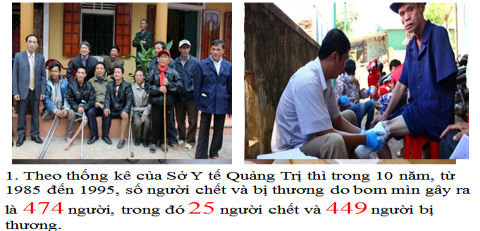 1. Theo thống kê của Sở Y tế Quảng Trị thì trong 10 năm, từ
1985 đến 1995, số người chết và bị thương do bom mìn gây ra
là 474 người, trong đó 25 người chết và 449 người bị
thương.